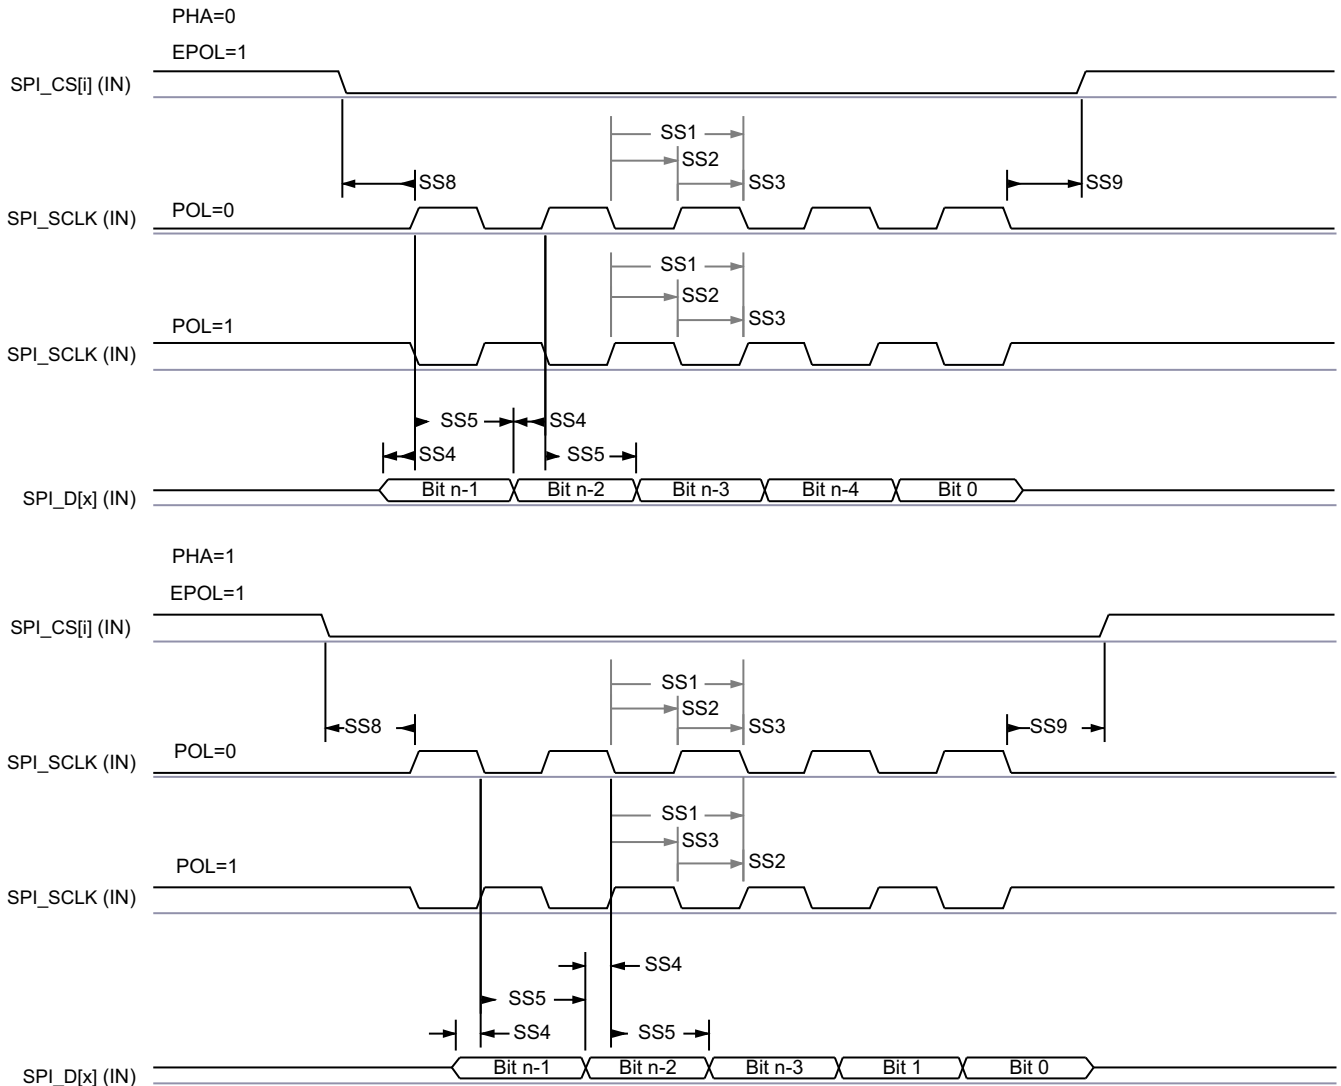 PHA=0
EPOL=1
SPI_CS[i] (IN)
SS1
SS2
SS8
SS3
SS9
POL=0
SPI_SCLK (IN)
SS1
SS2
SS3
POL=1
SPI_SCLK (IN)
SS5
SS4
SS4
SS5
Bit n-1
Bit n-2
Bit n-3
Bit n-4
Bit 0
SPI_D[x] (IN)
PHA=1
EPOL=1
SPI_CS[i] (IN)
SS1
SS2
SS8
SS3
SS9
POL=0
SPI_SCLK (IN)
SS1
SS3
SS2
POL=1
SPI_SCLK (IN)
SS4
SS5
SS4
SS5
Bit n-1
Bit n-2
Bit n-3
Bit 1
Bit 0
SPI_D[x] (IN)